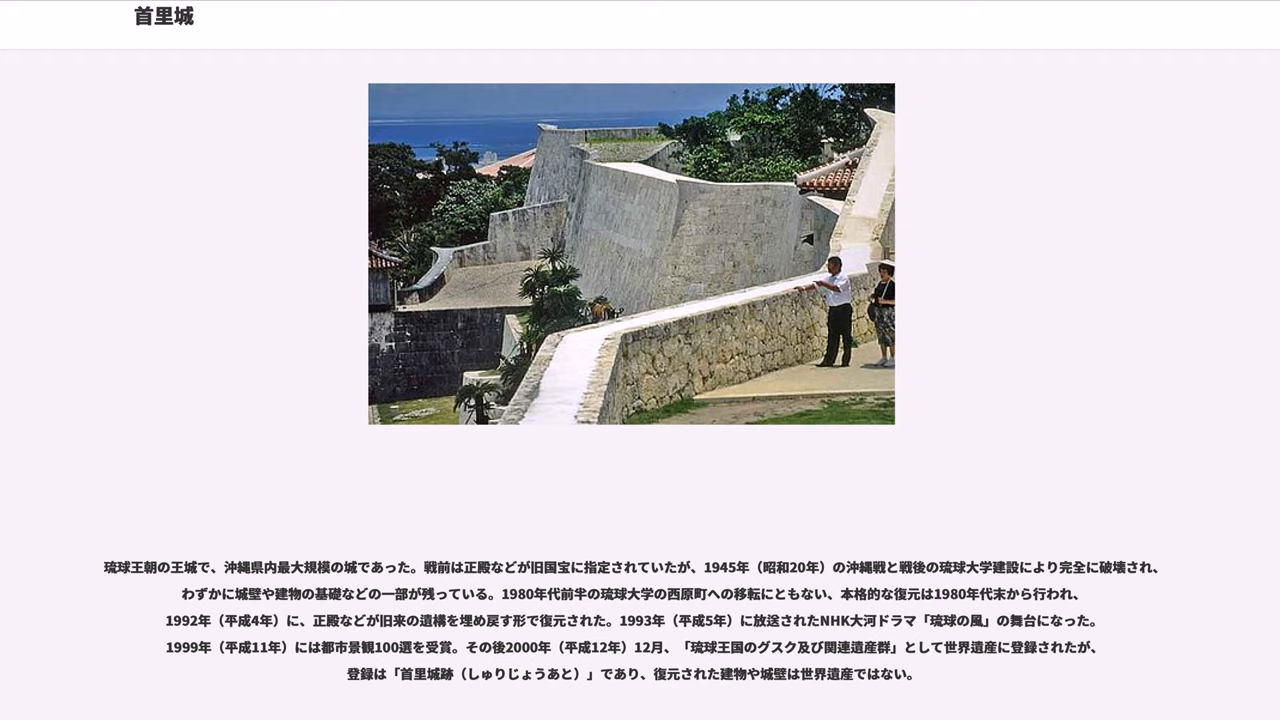 首里城
琉球王朝の王城で、沖縄県内最大規模の城であった。戦前は正殿などが旧国宝に指定されていたが、1945年（昭和20年）の沖縄戦と戦後の琉球大学建設により完全に破壊され、
わずかに城壁や建物の基礎などの一部が残っている。1980年代前半の琉球大学の西原町への移転にともない、本格的な復元は1980年代末から行われ、
1992年（平成4年）に、正殿などが旧来の遺構を埋め戻す形で復元された。1993年（平成5年）に放送されたNHK大河ドラマ「琉球の風」の舞台になった。
1999年（平成11年）には都市景観100選を受賞。その後2000年（平成12年）12月、「琉球王国のグスク及び関連遺産群」として世界遺産に登録されたが、
登録は「首里城跡（しゅりじょうあと）」であり、復元された建物や城壁は世界遺産ではない。